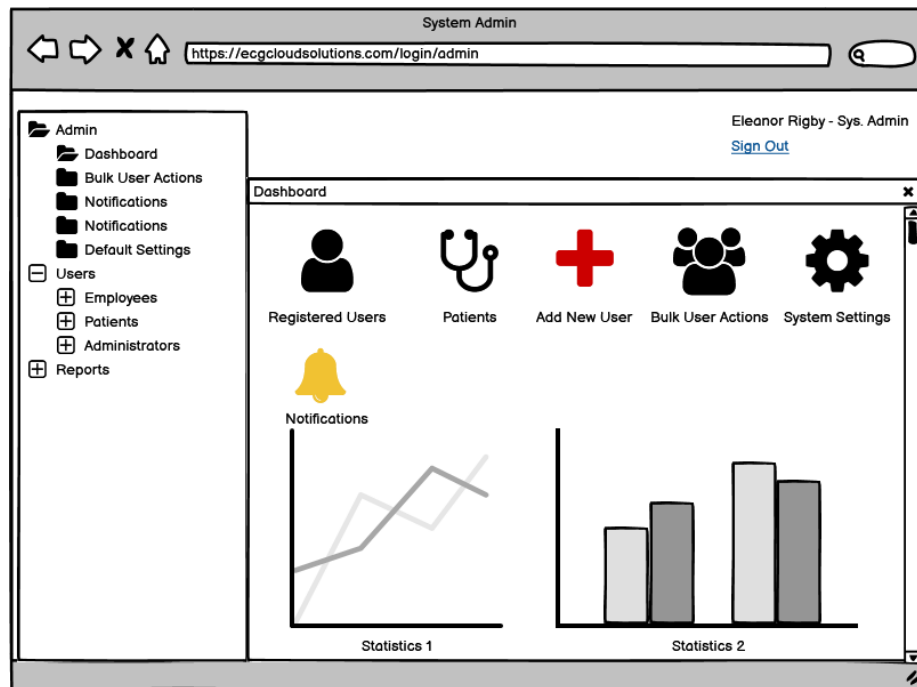 System Admin
https://ecgcloudsolutions.com/login/admin
Eleanor Rigby - Sys. Admin
Sign Out
Admin
Dashboard
Bulk User Actions
Notifications
Notifications
Default Settings
Users
Employees
Patients
Administrators
Reports
Dashboard
Registered Users
Patients
Add New User
Bulk User Actions
System Settings
Notifications
Statistics 1
Statistics 2